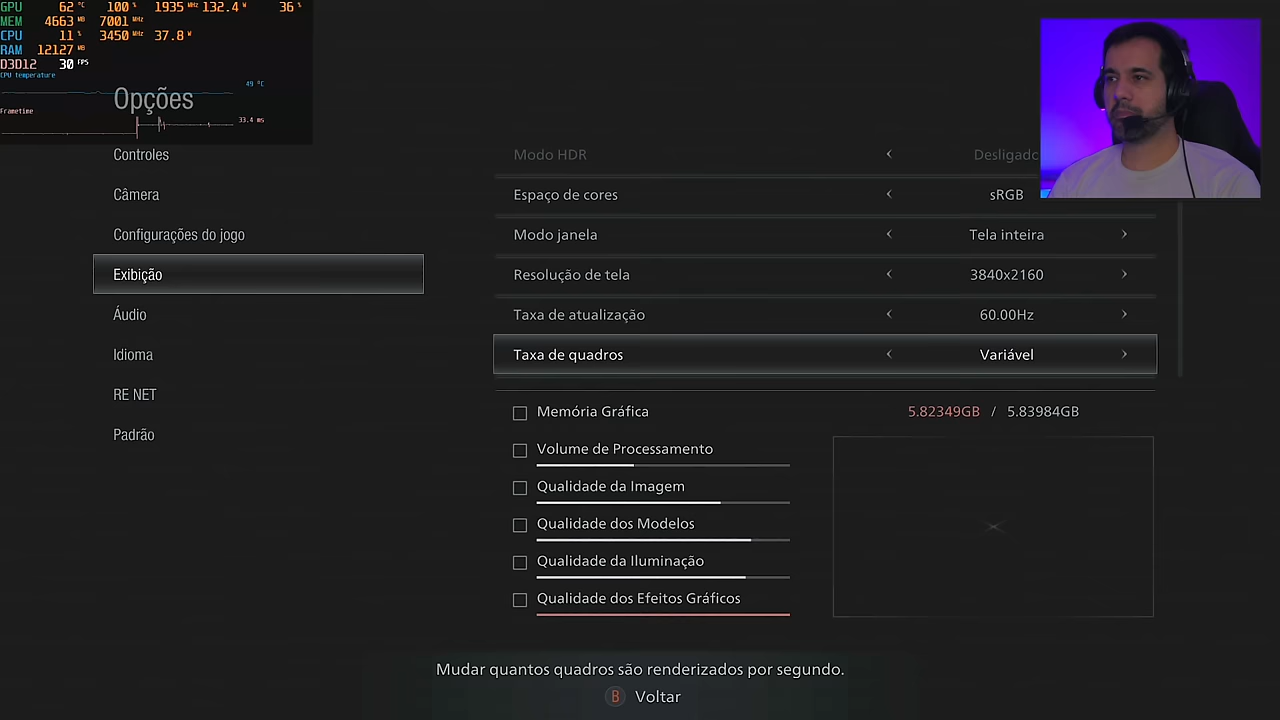 GPU 62 °C 100 % 1935 MHz 132.4 W 36 %
MEM 4663 MB 7001 MHz
CPU 11 % 3450 MHz 37.8 W
RAM 12127 MB
D3D12 30 FPS
CPU temperature
49 °C
Frametime
33.4 ms
Opções
Controles
Câmera
Configurações do jogo
Exibição
Áudio
Idioma
RE NET
Padrão
Modo HDR < Desligado
Espaço de cores < sRGB
Modo janela < Tela inteira >
Resolução de tela < 3840x2160 >
Taxa de atualização < 60.00Hz >
Taxa de quadros < Variável >
Memória Gráfica 5.82349GB / 5.83984GB
Volume de Processamento
Qualidade da Imagem
Qualidade dos Modelos
Qualidade da Iluminação
Qualidade dos Efeitos Gráficos
Mudar quantos quadros são renderizados por segundo.
B Voltar